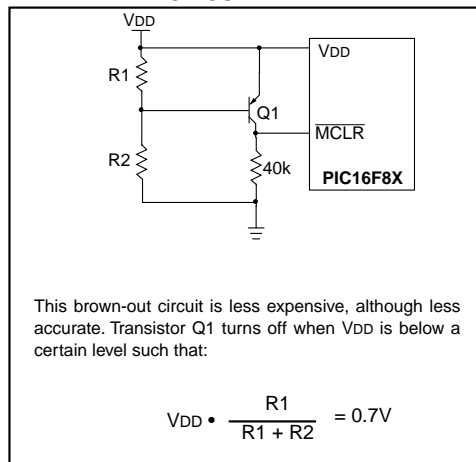 VDD
R1
VDD
Q1
MCLR
R2
40k
PIC16F8X
This brown-out circuit is less expensive, although less
accurate. Transistor Q1 turns off when VDD is below a
certain level such that:
VDD • R1 / R1 + R2 = 0.7V